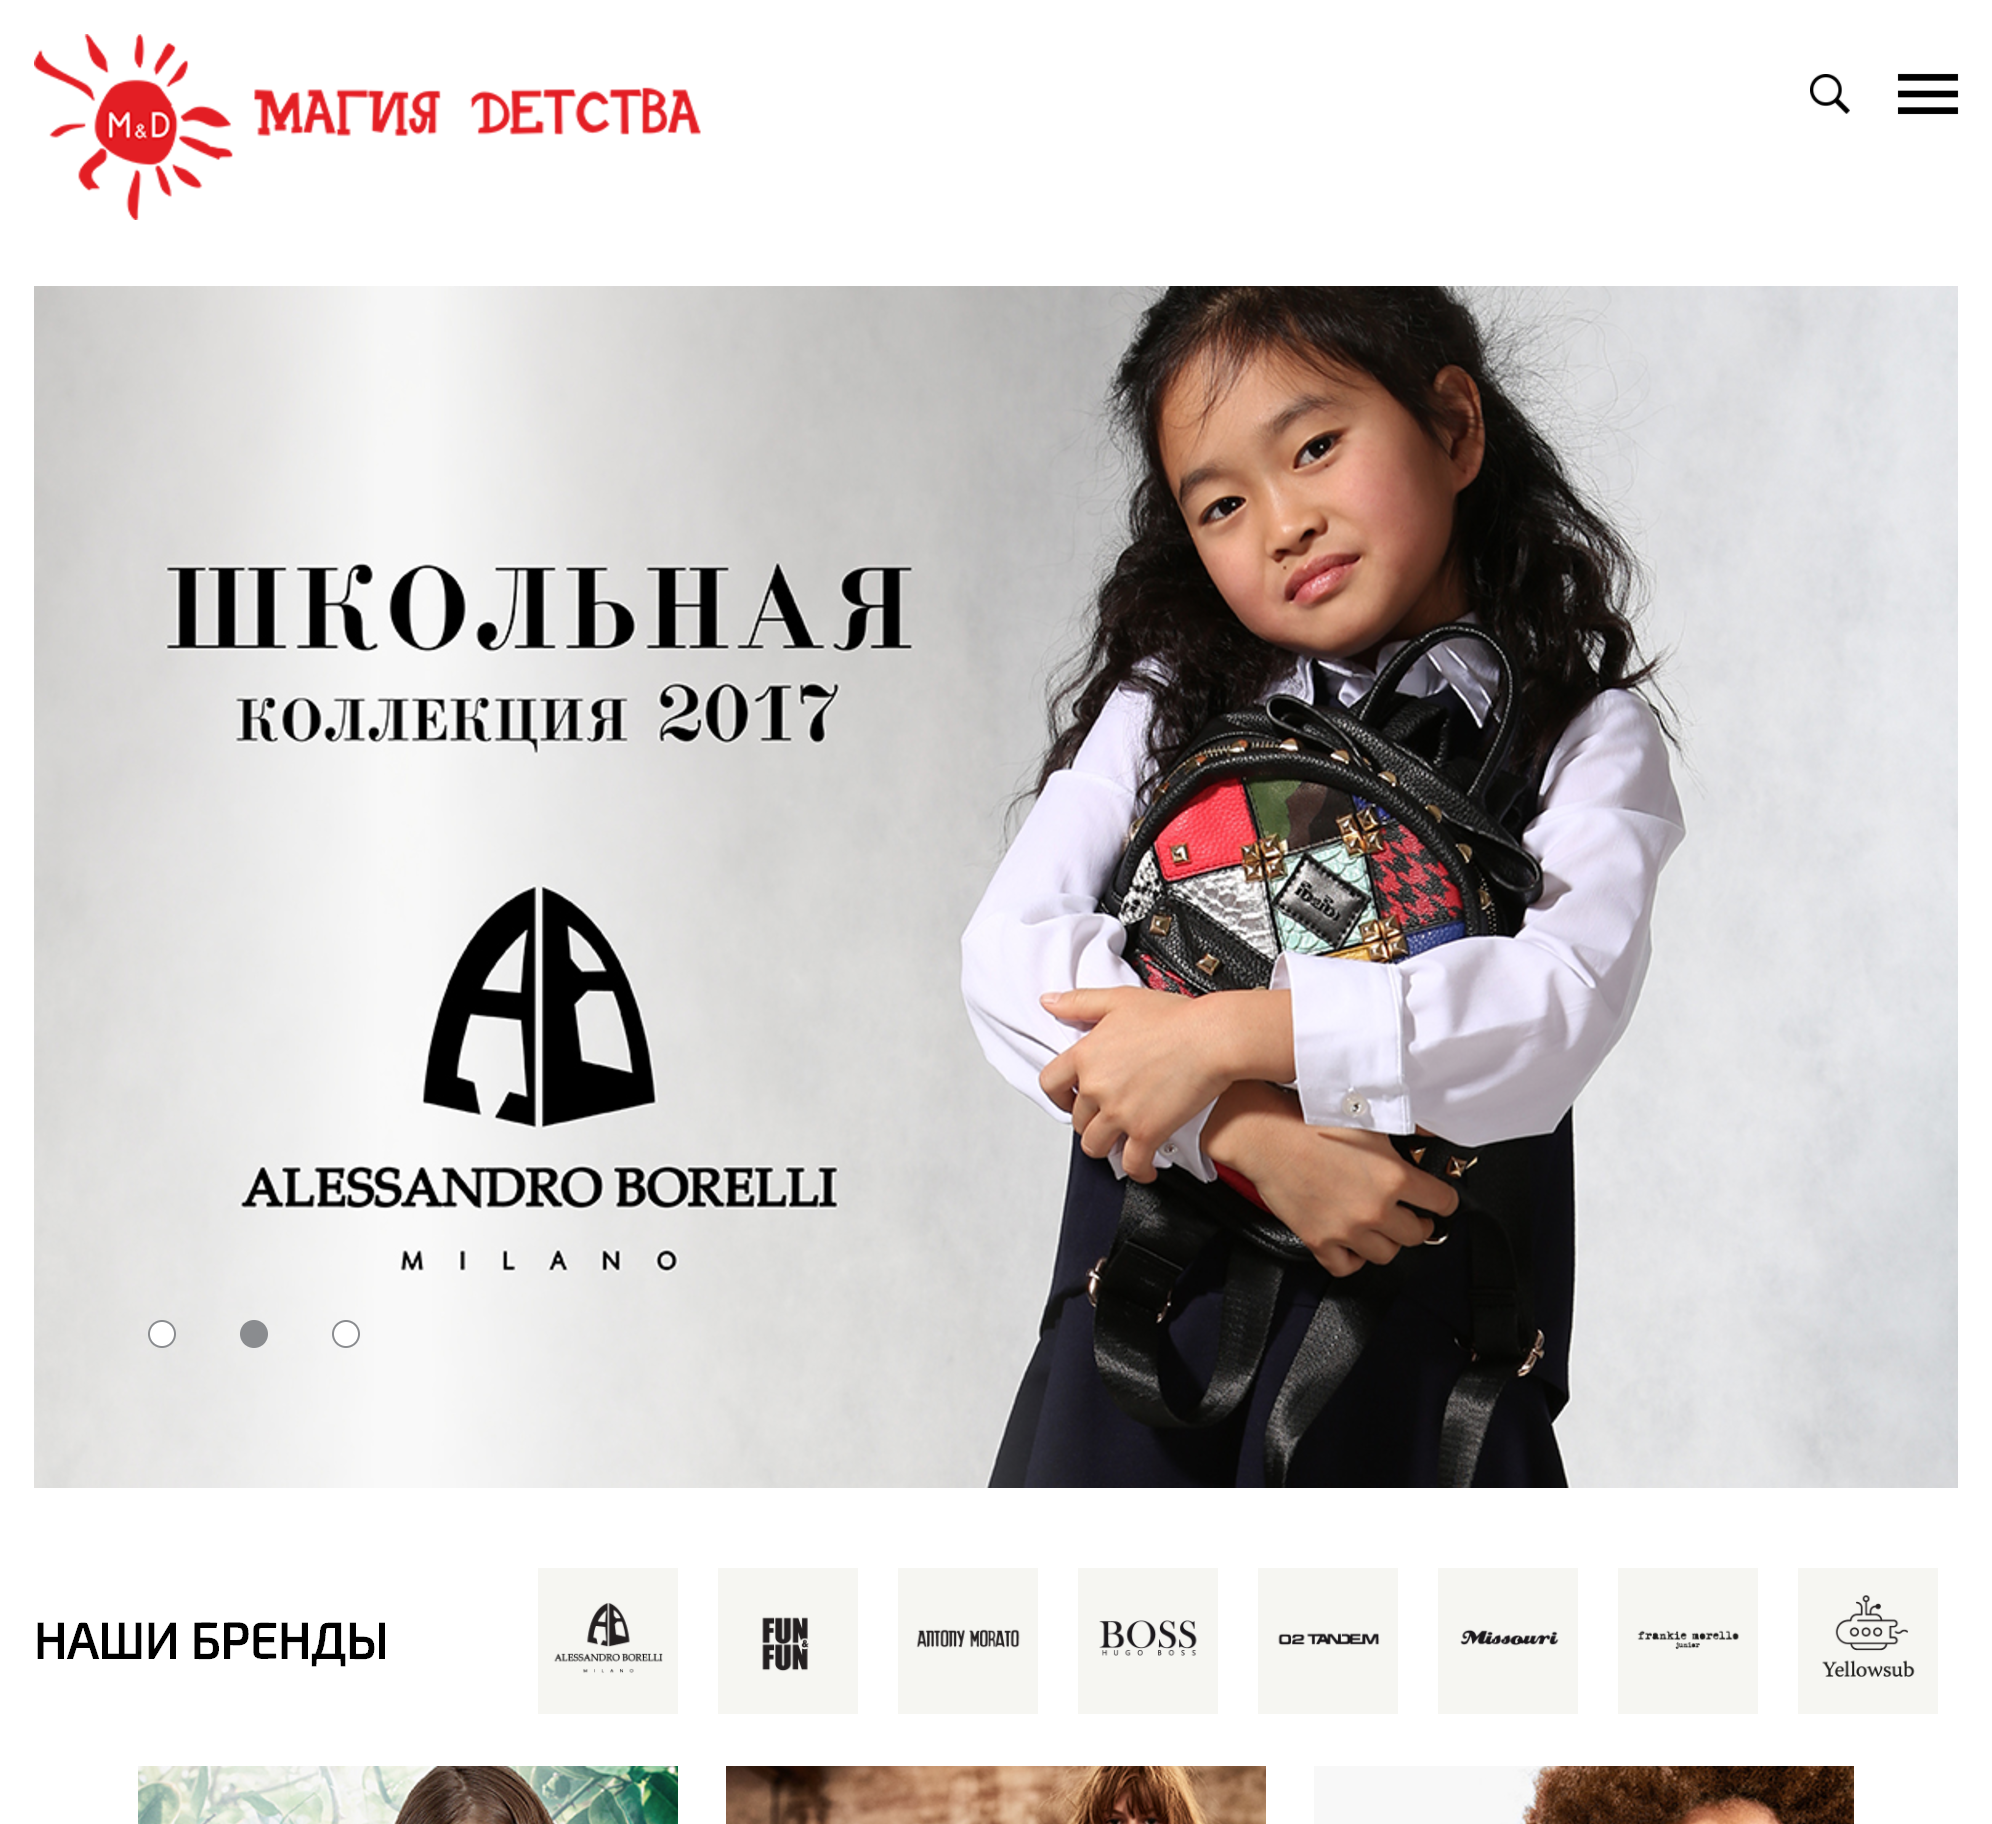 M&D
МАГИЯ ДЕТСТВА
ШКОЛЬНАЯ
КОЛЛЕКЦИЯ 2017
AB
ALESSANDRO BORELLI
MILANO
НАШИ БРЕНДЫ
AB
ALESSANDRO BORELLI
MILANO
FUN
&
FUN
ANTONY MORATO
BOSS
HUGO BOSS
O2 TANDEM
Missouri
frankie morello
junior
Yellowsub